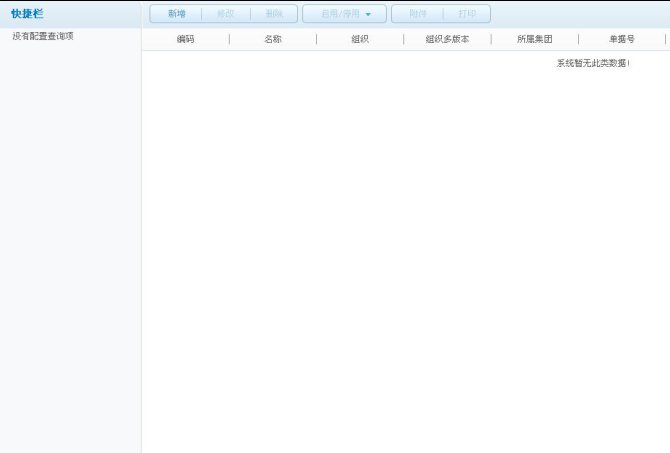 快捷栏
新增 修改 删除 启用/停用 附件 打印
没有配置查询项
编码 名称 组织 组织多版本 所属集团 单据号
系统暂无此类数据!